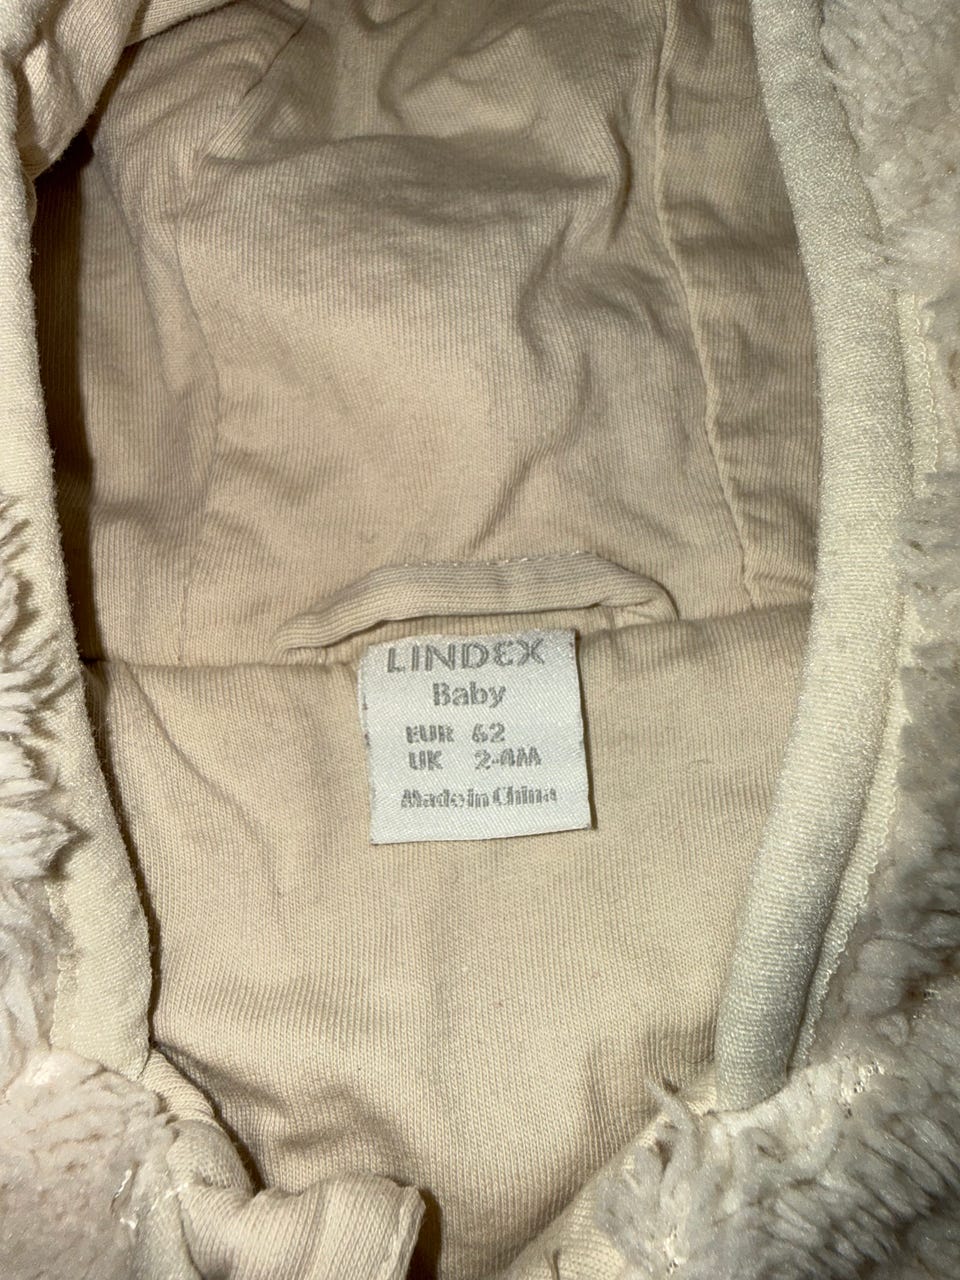 LINDEX
Baby
EUR 62
UK 2-4M
Made in China